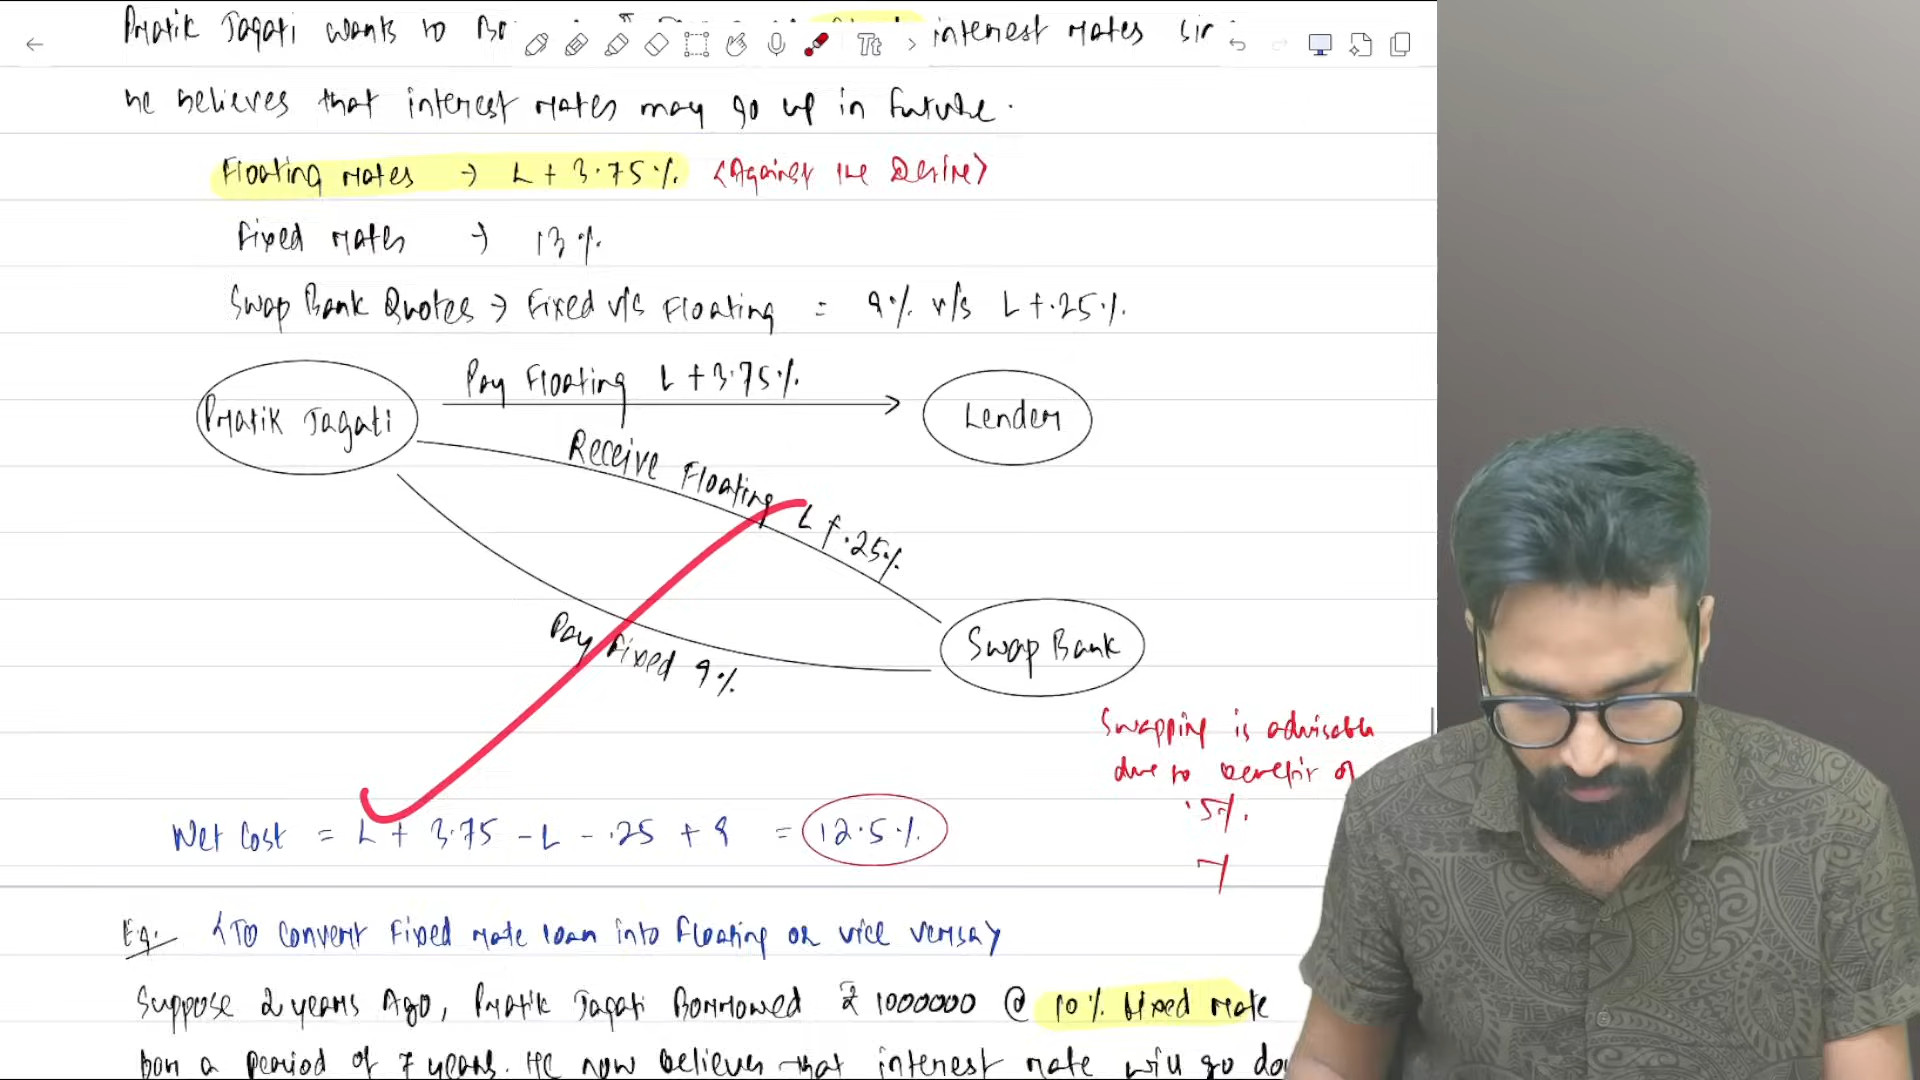 Pratik Jagati wants to interest rates
he believes that interest rates may go up in future.
Floating rates → L + 3.75% (Against the Desire)
Fixed rates → 13%
Swap Bank Quotes → Fixed v/s Floating = 9% v/s L + .25%
Pay Floating L + 3.75%
Pratik Jagati
Lender
Receive Floating L + .25%
Pay Fixed 9%
Swap Bank
Swapping is advisable
due to benefit of
.5%.
Net Cost = L + 3.75 - L - .25 + 9 = 12.5%
Eg. (To convert Fixed rate loan into Floating or vice versa)
Suppose 2 years Ago, Pratik Jagati Borrowed ₹ 1000000 @ 10% fixed rate
for a period of 7 years. He now believes that interest rate will go
Tt